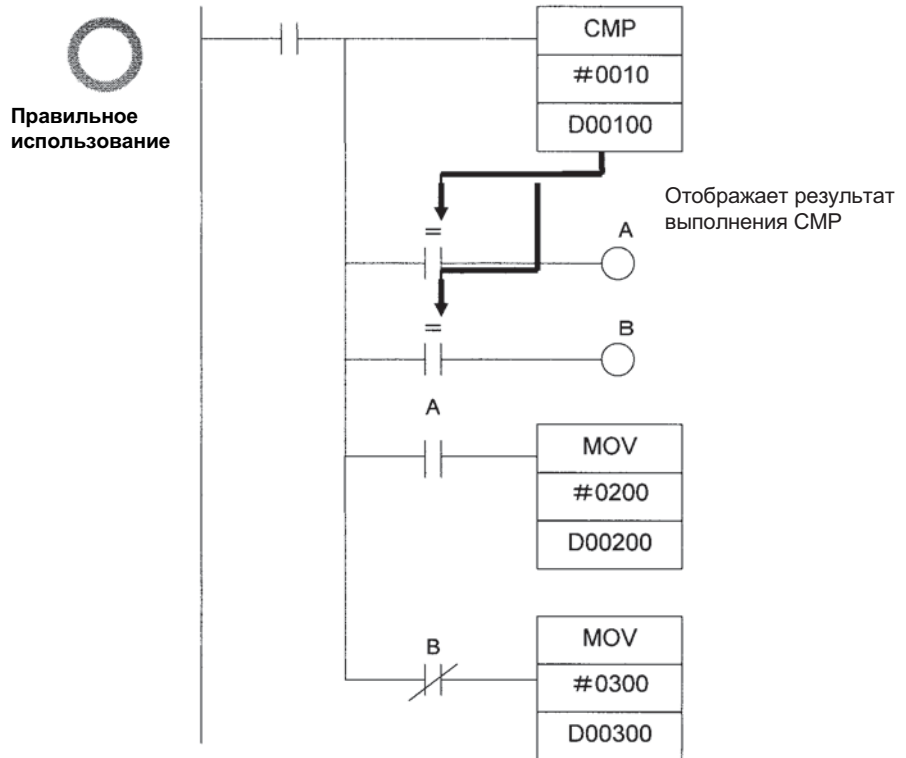 Правильное
использование
CMP
#0010
D00100
Отображает результат
выполнения CMP
=
A
=
B
A
MOV
#0200
D00200
B
MOV
#0300
D00300